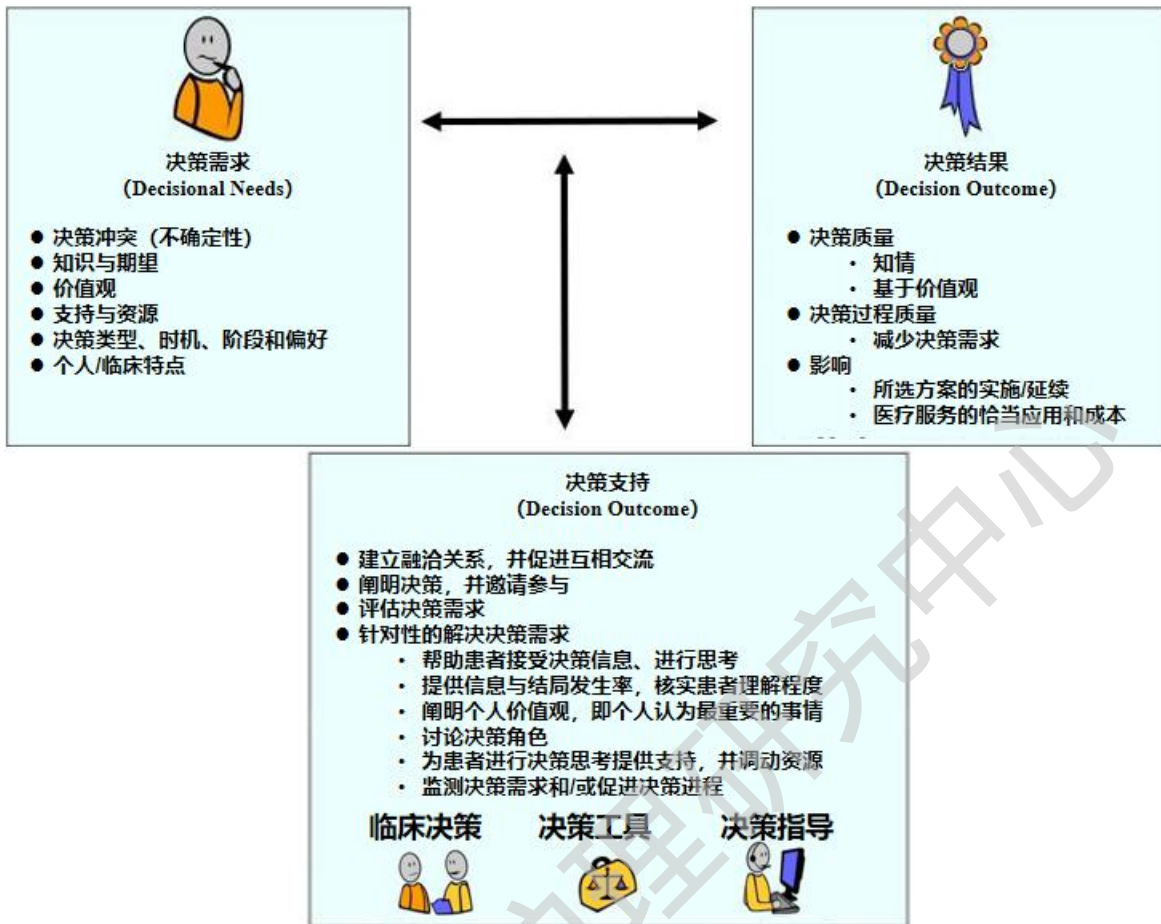 决策需求
（Decisional Needs）
● 决策冲突（不确定性）
● 知识与期望
● 价值观
● 支持与资源
● 决策类型、时机、阶段和偏好
● 个人/临床特点
决策结果
（Decision Outcome）
● 决策质量
• 知情
• 基于价值观
● 决策过程质量
• 减少决策需求
● 影响
• 所选方案的实施/延续
• 医疗服务的恰当应用和成本
决策支持
（Decision Outcome）
● 建立融洽关系，并促进互相交流
● 阐明决策，并邀请参与
● 评估决策需求
● 针对性的解决决策需求
• 帮助患者接受决策信息、进行思考
• 提供信息与结局发生率，核实患者理解程度
• 阐明个人价值观，即个人认为最重要的事情
• 讨论决策角色
• 为患者进行决策思考提供支持，并调动资源
• 监测决策需求和/或促进决策进程
临床决策 决策工具 决策指导
理研究中心